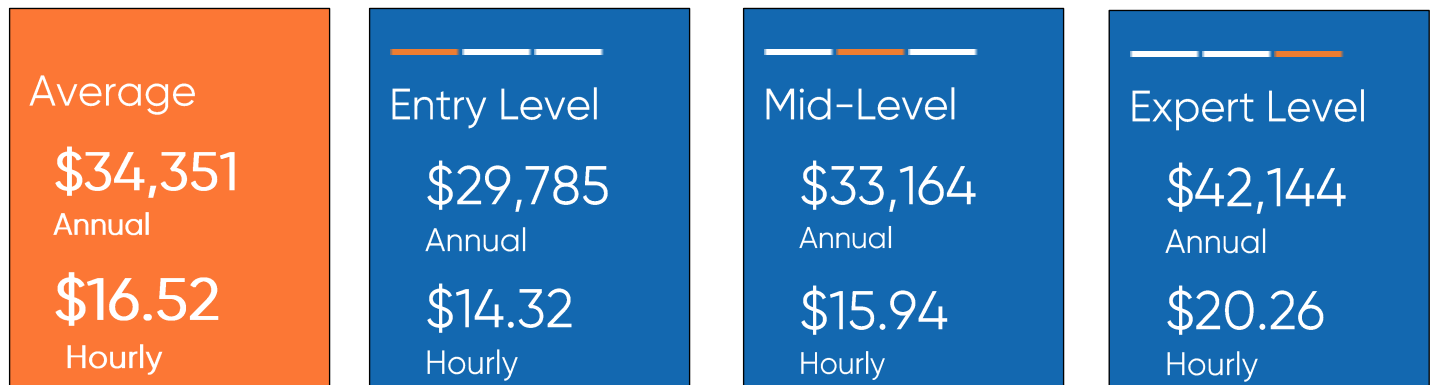 Average
$34,351
Annual
$16.52
Hourly
Entry Level
$29,785
Annual
$14.32
Hourly
Mid-Level
$33,164
Annual
$15.94
Hourly
Expert Level
$42,144
Annual
$20.26
Hourly